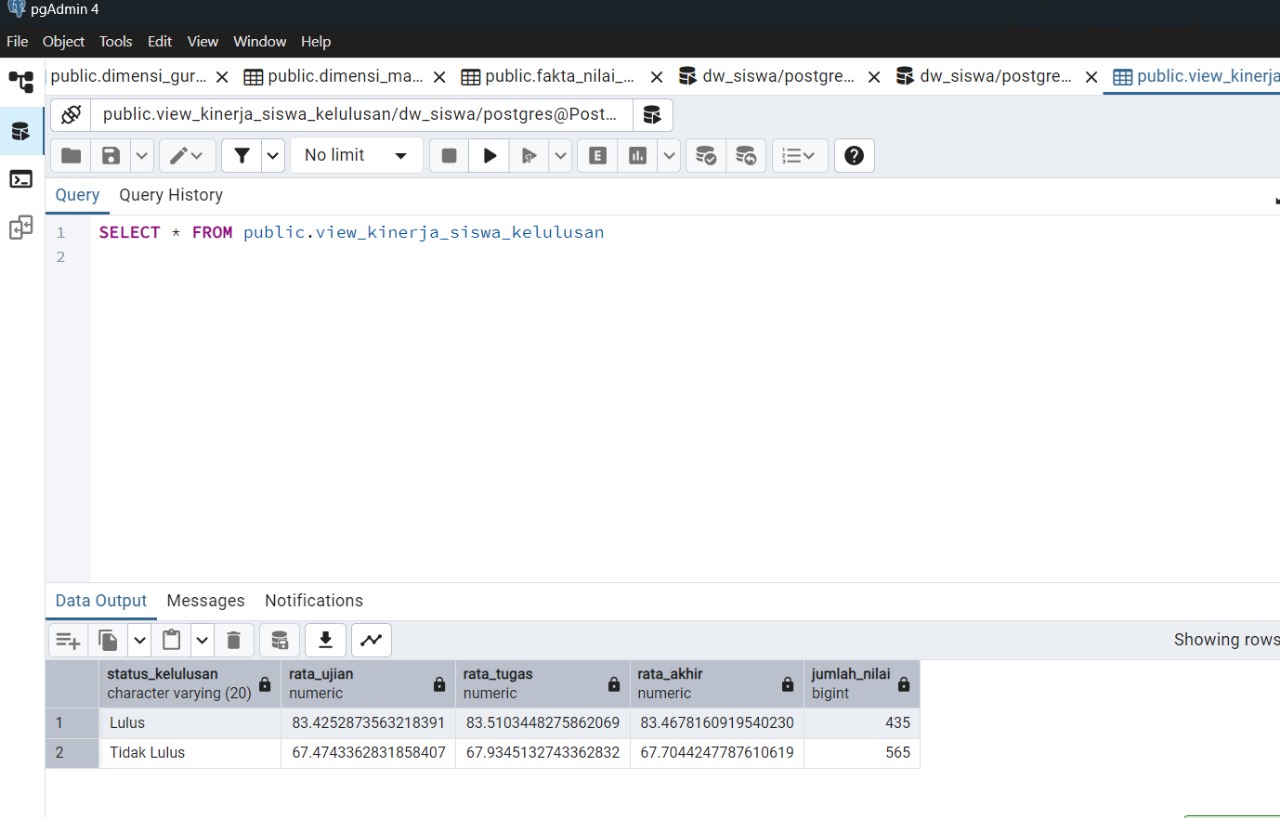 pgAdmin 4
File Object Tools Edit View Window Help
public.dimensi_gur... public.dimensi_ma... public.fakta_nilai_... dw_siswa/postgre... dw_siswa/postgre... public.view_kinerja
public.view_kinerja_siswa_kelulusan/dw_siswa/postgres@Post...
No limit E
Query Query History
1 SELECT * FROM public.view_kinerja_siswa_kelulusan
2
Data Output Messages Notifications
Showing rows
status_kelulusan rata_ujian rata_tugas rata_akhir jumlah_nilai
character varying (20) numeric numeric numeric bigint
1 Lulus 83.4252873563218391 83.5103448275862069 83.4678160919540230 435
2 Tidak Lulus 67.4743362831858407 67.9345132743362832 67.7044247787610619 565